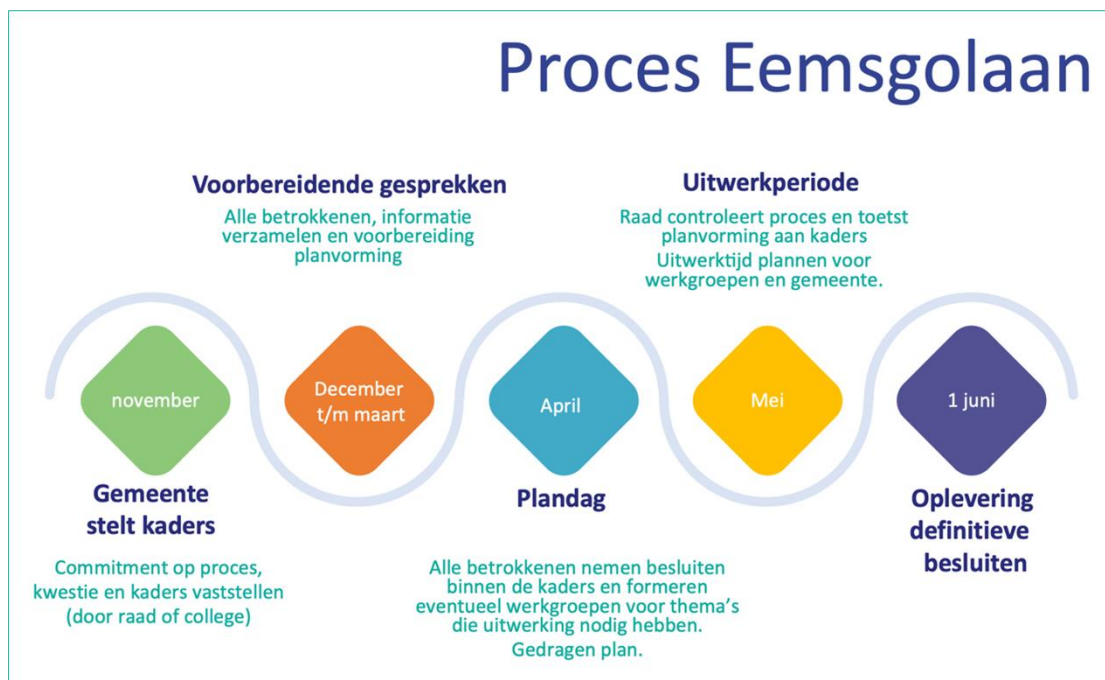 Proces Eemsgolaan
Voorbereidende gesprekken
Alle betrokkenen, informatie
verzamelen en voorbereiding
planvorming
Uitwerkperiode
Raad controleert proces en toetst
planvorming aan kaders
Uitwerktijd plannen voor
werkgroepen en gemeente.
november
December
t/m maart
April
Mei
1 juni
Gemeente
stelt kaders
Commitment op proces,
kwestie en kaders vaststellen
(door raad of college)
Plandag
Alle betrokkenen nemen besluiten
binnen de kaders en formeren
eventueel werkgroepen voor thema's
die uitwerking nodig hebben.
Gedragen plan.
Oplevering
definitieve
besluiten